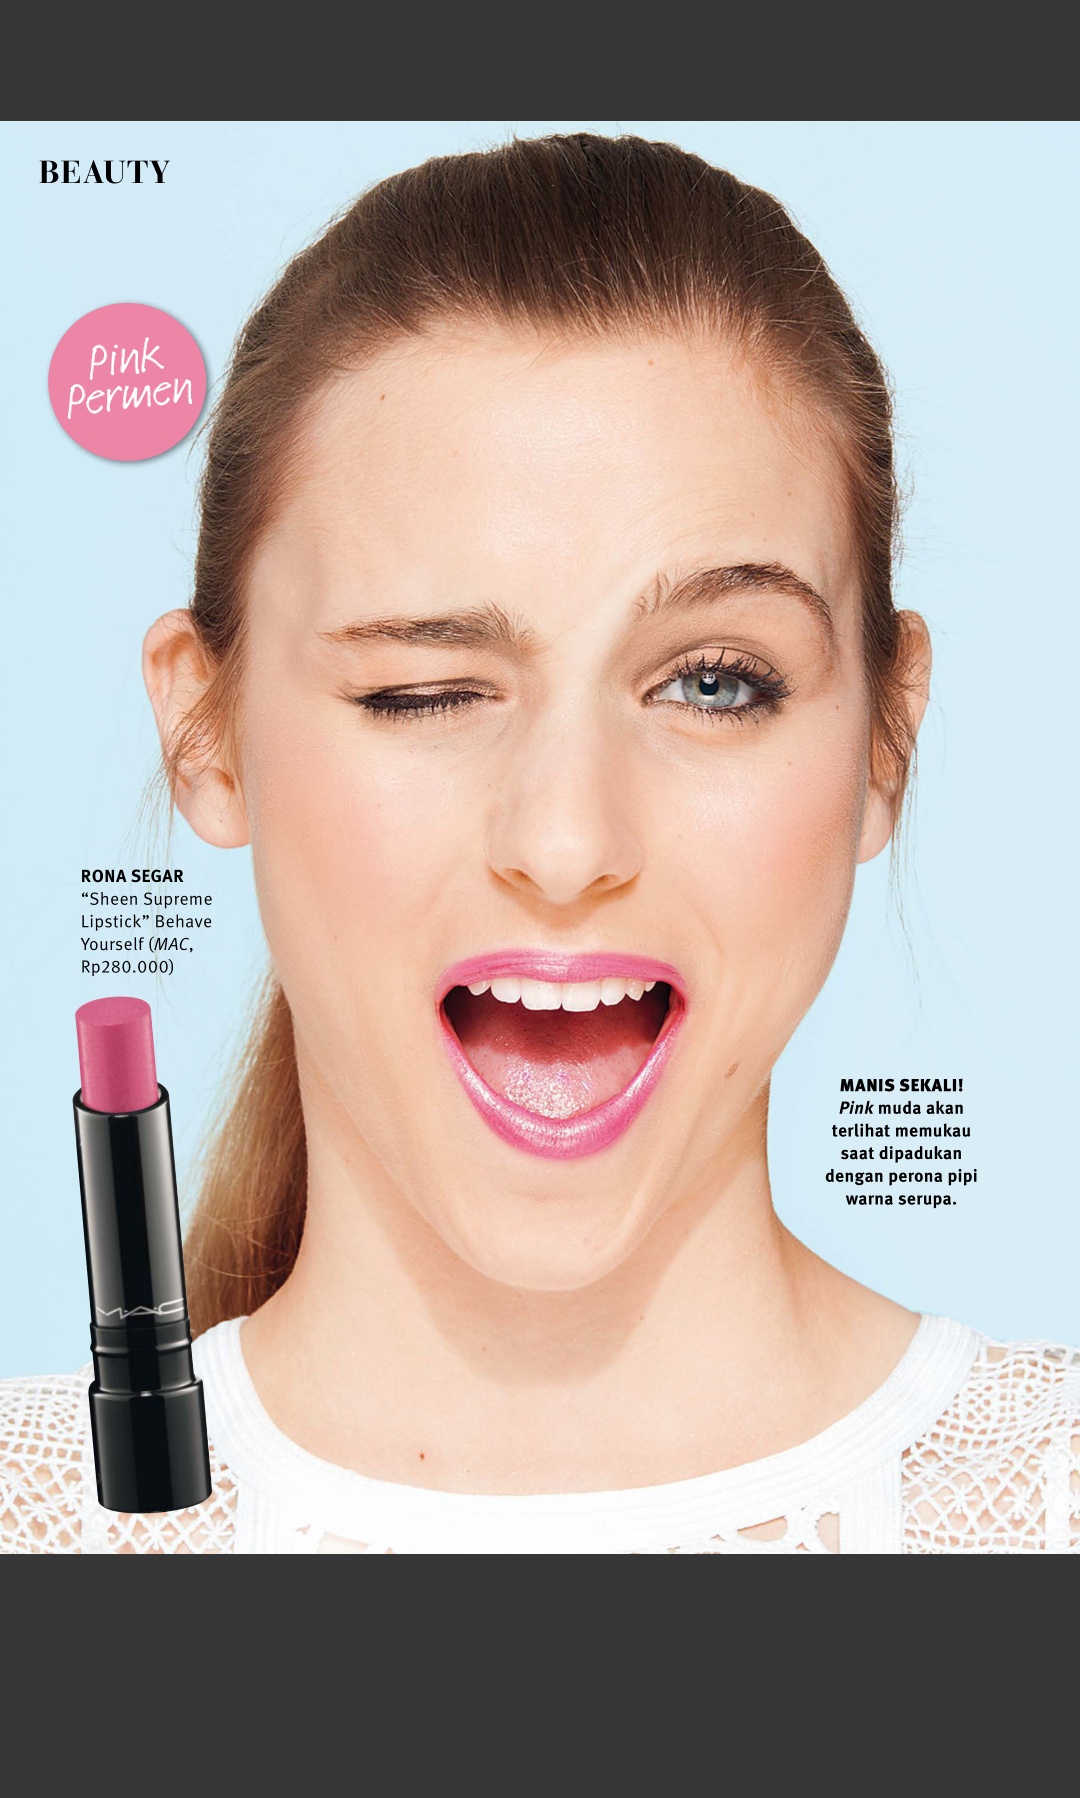 BEAUTY
Pink
Permen
RONA SEGAR
“Sheen Supreme
Lipstick” Behave
Yourself (MAC,
Rp280.000)
MAC
MANIS SEKALI!
Pink muda akan
terlihat memukau
saat dipadukan
dengan perona pipi
warna serupa.